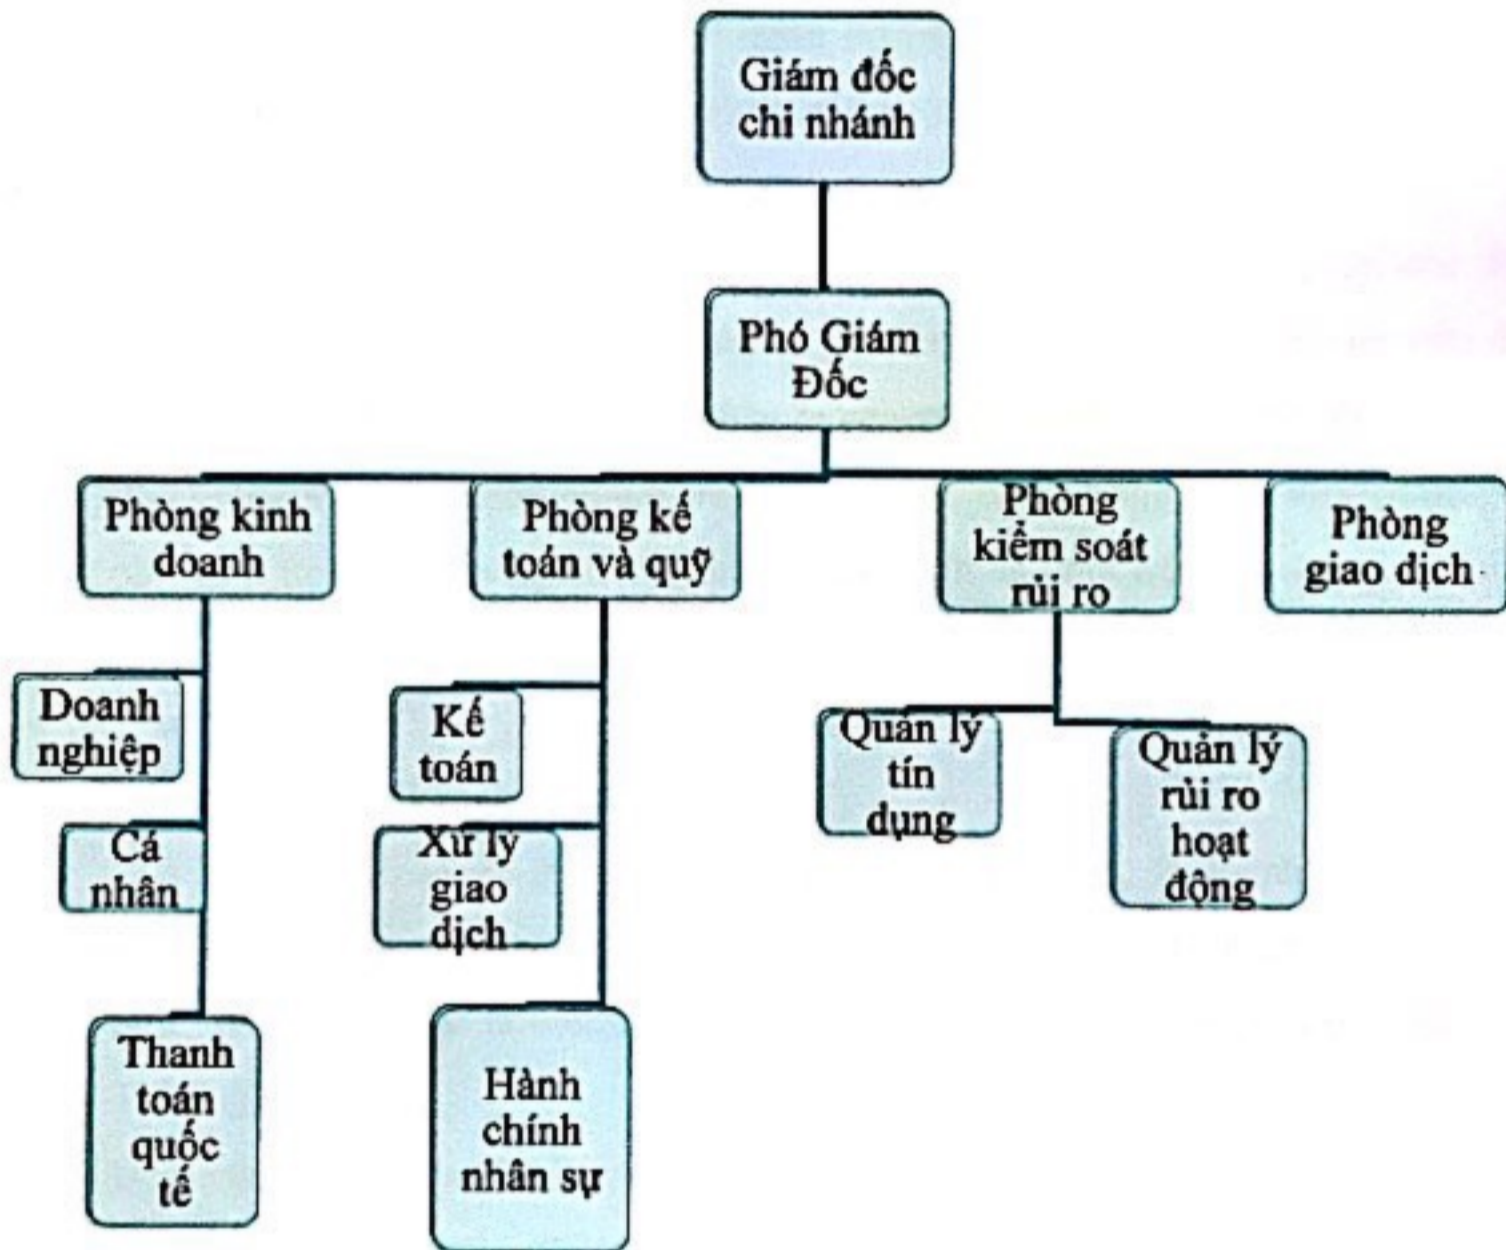 Giám đốc
chi nhánh
Phó Giám
Đốc
Phòng kinh
doanh
Phòng kế
toán và quỹ
Phòng
kiểm soát
rủi ro
Phòng
giao dịch
Doanh
nghiệp
Cá
nhân
Thanh
toán
quốc
tế
Kế
toán
Xử lý
giao
dịch
Hành
chính
nhân sự
Quản lý
tín
dụng
Quản lý
rủi ro
hoạt
động